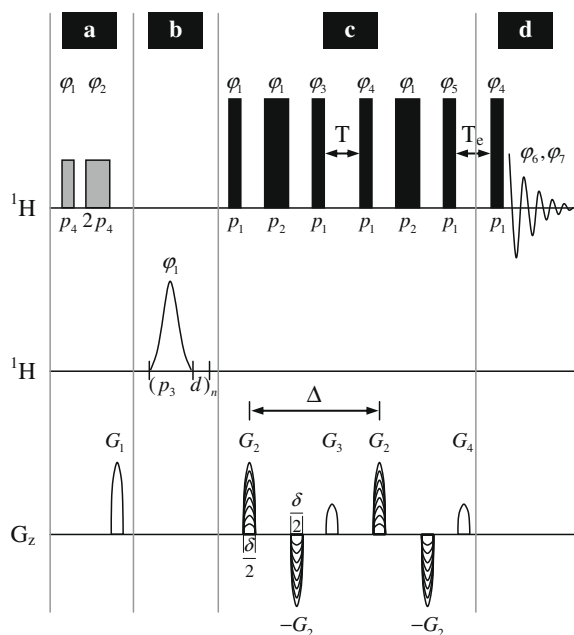 a b c d
φ₁ φ₂ φ₁ φ₁ φ₃ φ₄ φ₁ φ₅ φ₄
T Tₑ φ₆, φ₇
¹H
p₄ 2p₄ p₁ p₂ p₁ p₁ p₂ p₁ p₁
φ₁
¹H
(p₃ d)ₙ
Δ
G₁ G₂ G₃ G₂ G₄
δ/2
G_z
δ/2
−G₂ −G₂